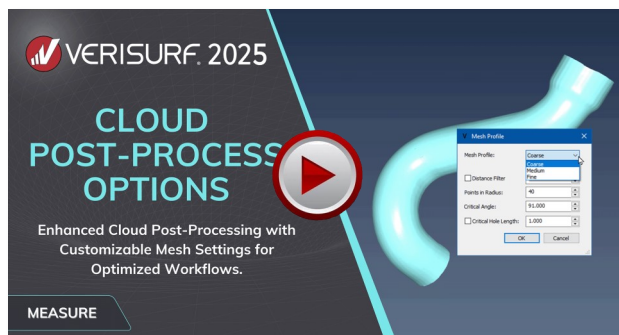 VERISURF. 2025
CLOUD
POST-PROCESS
OPTIONS
Enhanced Cloud Post-Processing with
Customizable Mesh Settings for
Optimized Workflows.
MEASURE
Mesh Profile
Mesh Profile:
Coarse
Coarse
Medium
Fine
Distance Filter
Points in Radius:
40
Critical Angle:
91.000
Critical Hole Length:
1.000
OK
Cancel